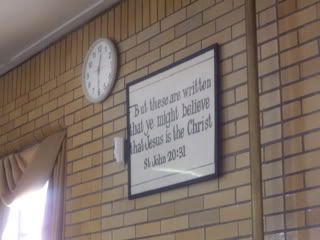 But these are written
that ye might believe
that Jesus is the Christ
St John 20:31